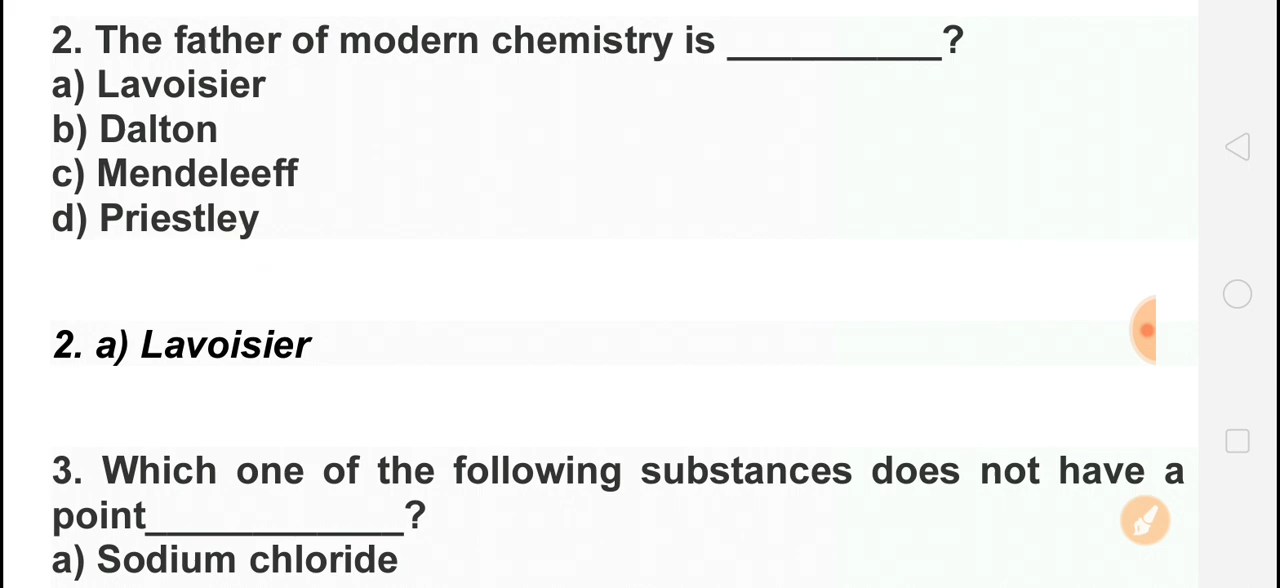 2. The father of modern chemistry is __________?
a) Lavoisier
b) Dalton
c) Mendeleeff
d) Priestley
2. a) Lavoisier
3. Which one of the following substances does not have a
point____________?
a) Sodium chloride